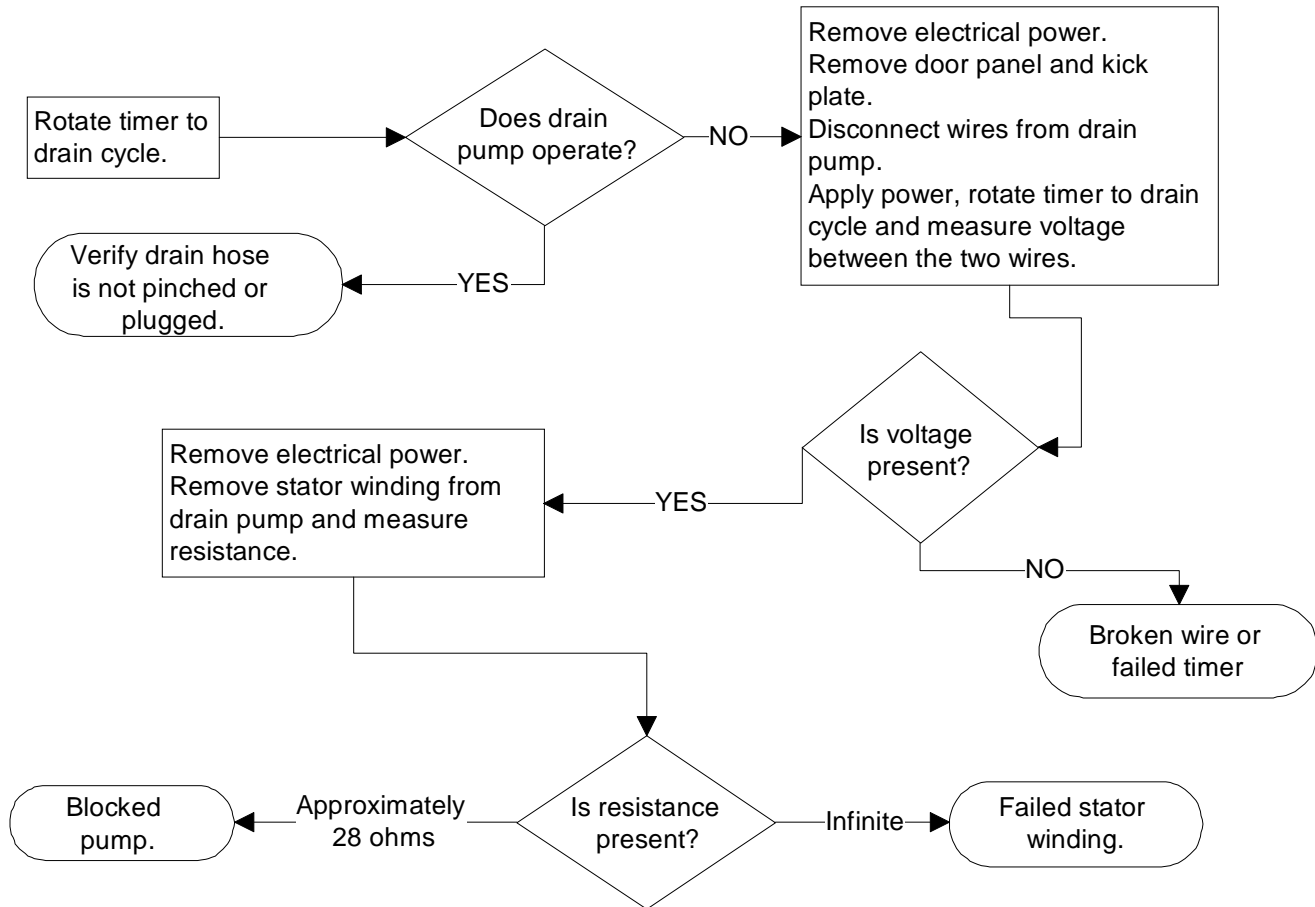 Rotate timer to
drain cycle.
Does drain
pump operate?
NO
Remove electrical power.
Remove door panel and kick
plate.
Disconnect wires from drain
pump.
Apply power, rotate timer to drain
cycle and measure voltage
between the two wires.
YES
Verify drain hose
is not pinched or
plugged.
Is voltage
present?
YES
Remove electrical power.
Remove stator winding from
drain pump and measure
resistance.
NO
Broken wire or
failed timer
Is resistance
present?
Approximately
28 ohms
Blocked
pump.
Infinite
Failed stator
winding.